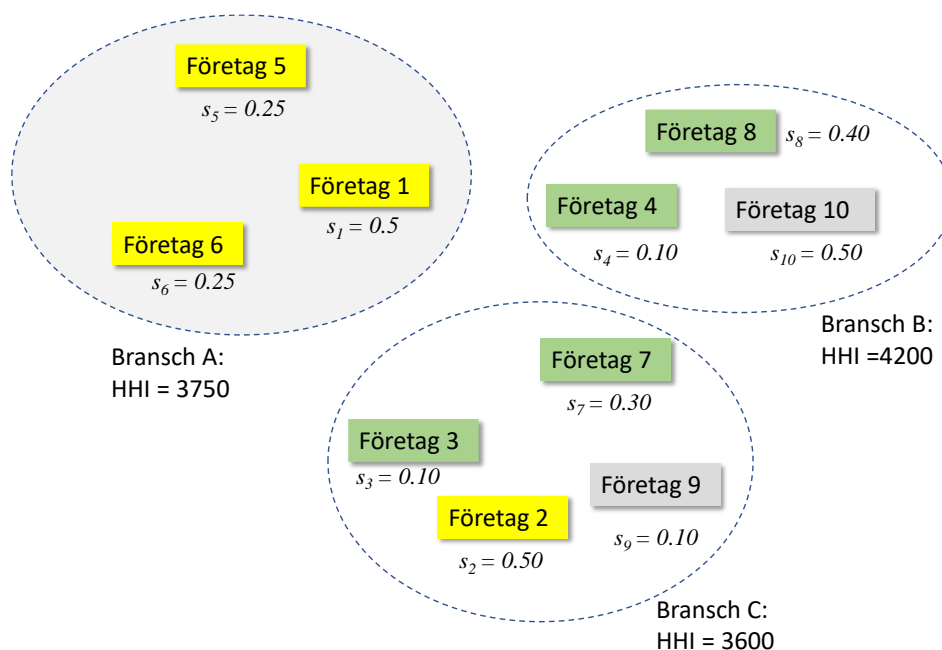 Företag 5
s5 = 0.25
Företag 1
s1 = 0.5
Företag 6
s6 = 0.25
Bransch A:
HHI = 3750
Företag 8
s8 = 0.40
Företag 4
s4 = 0.10
Företag 10
s10 = 0.50
Bransch B:
HHI =4200
Företag 7
s7 = 0.30
Företag 3
s3 = 0.10
Företag 9
s9 = 0.10
Företag 2
s2 = 0.50
Bransch C:
HHI = 3600